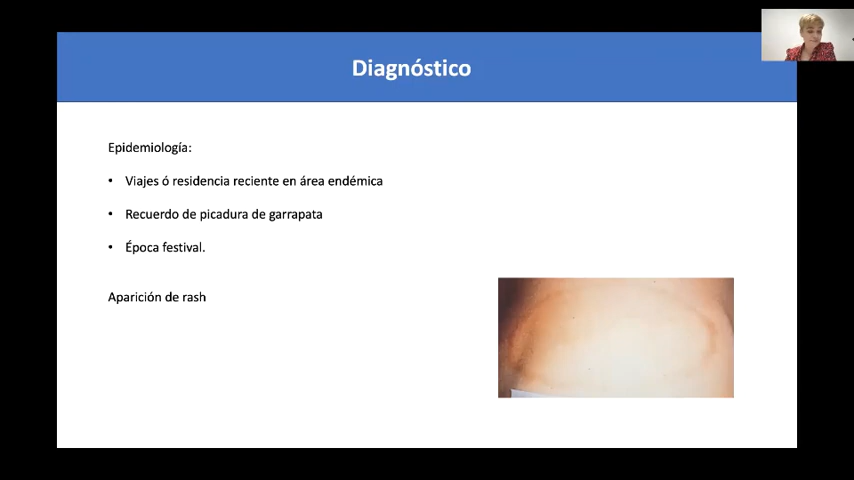 Diagnóstico
Epidemiología:
• Viajes ó residencia reciente en área endémica
• Recuerdo de picadura de garrapata
• Época festival.
Aparición de rash